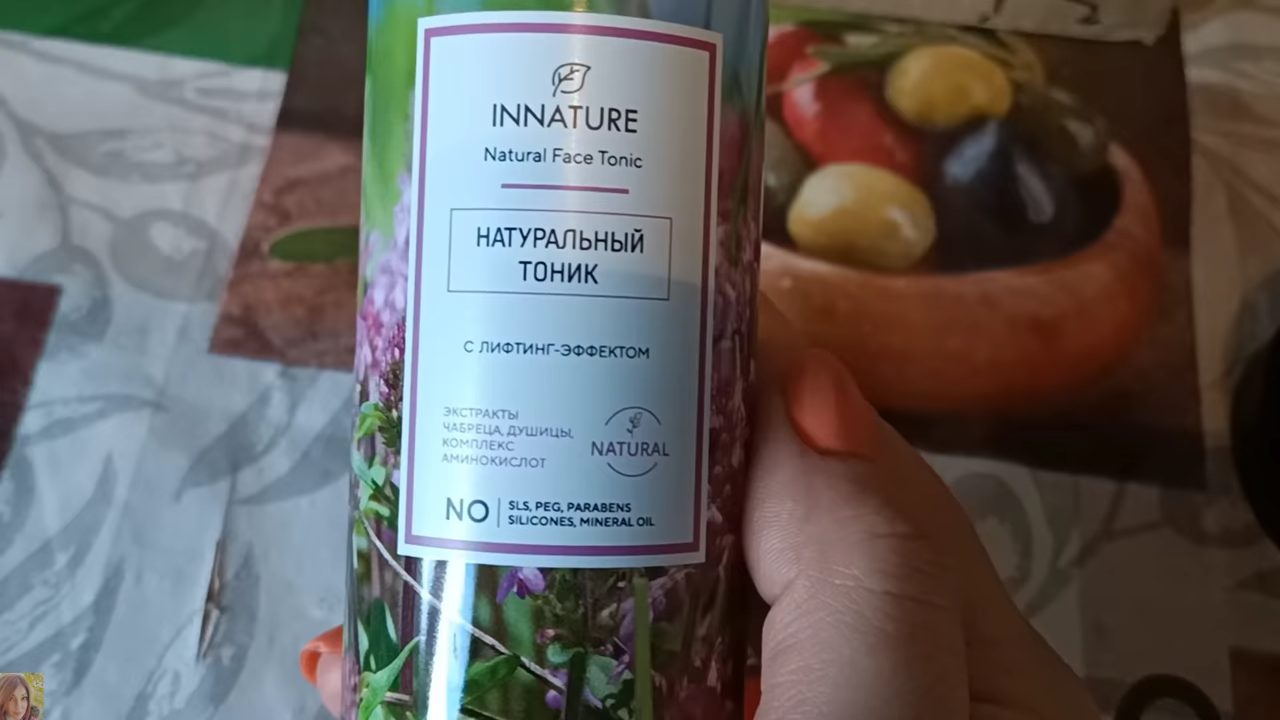 INNATURE
Natural Face Tonic
НАТУРАЛЬНЫЙ
ТОНИК
С ЛИФТИНГ-ЭФФЕКТОМ
ЭКСТРАКТЫ
ЧАБРЕЦА, ДУШИЦЫ,
КОМПЛЕКС
АМИНОКИСЛОТ
NATURAL
NO
SLS, PEG, PARABENS
SILICONES, MINERAL OIL